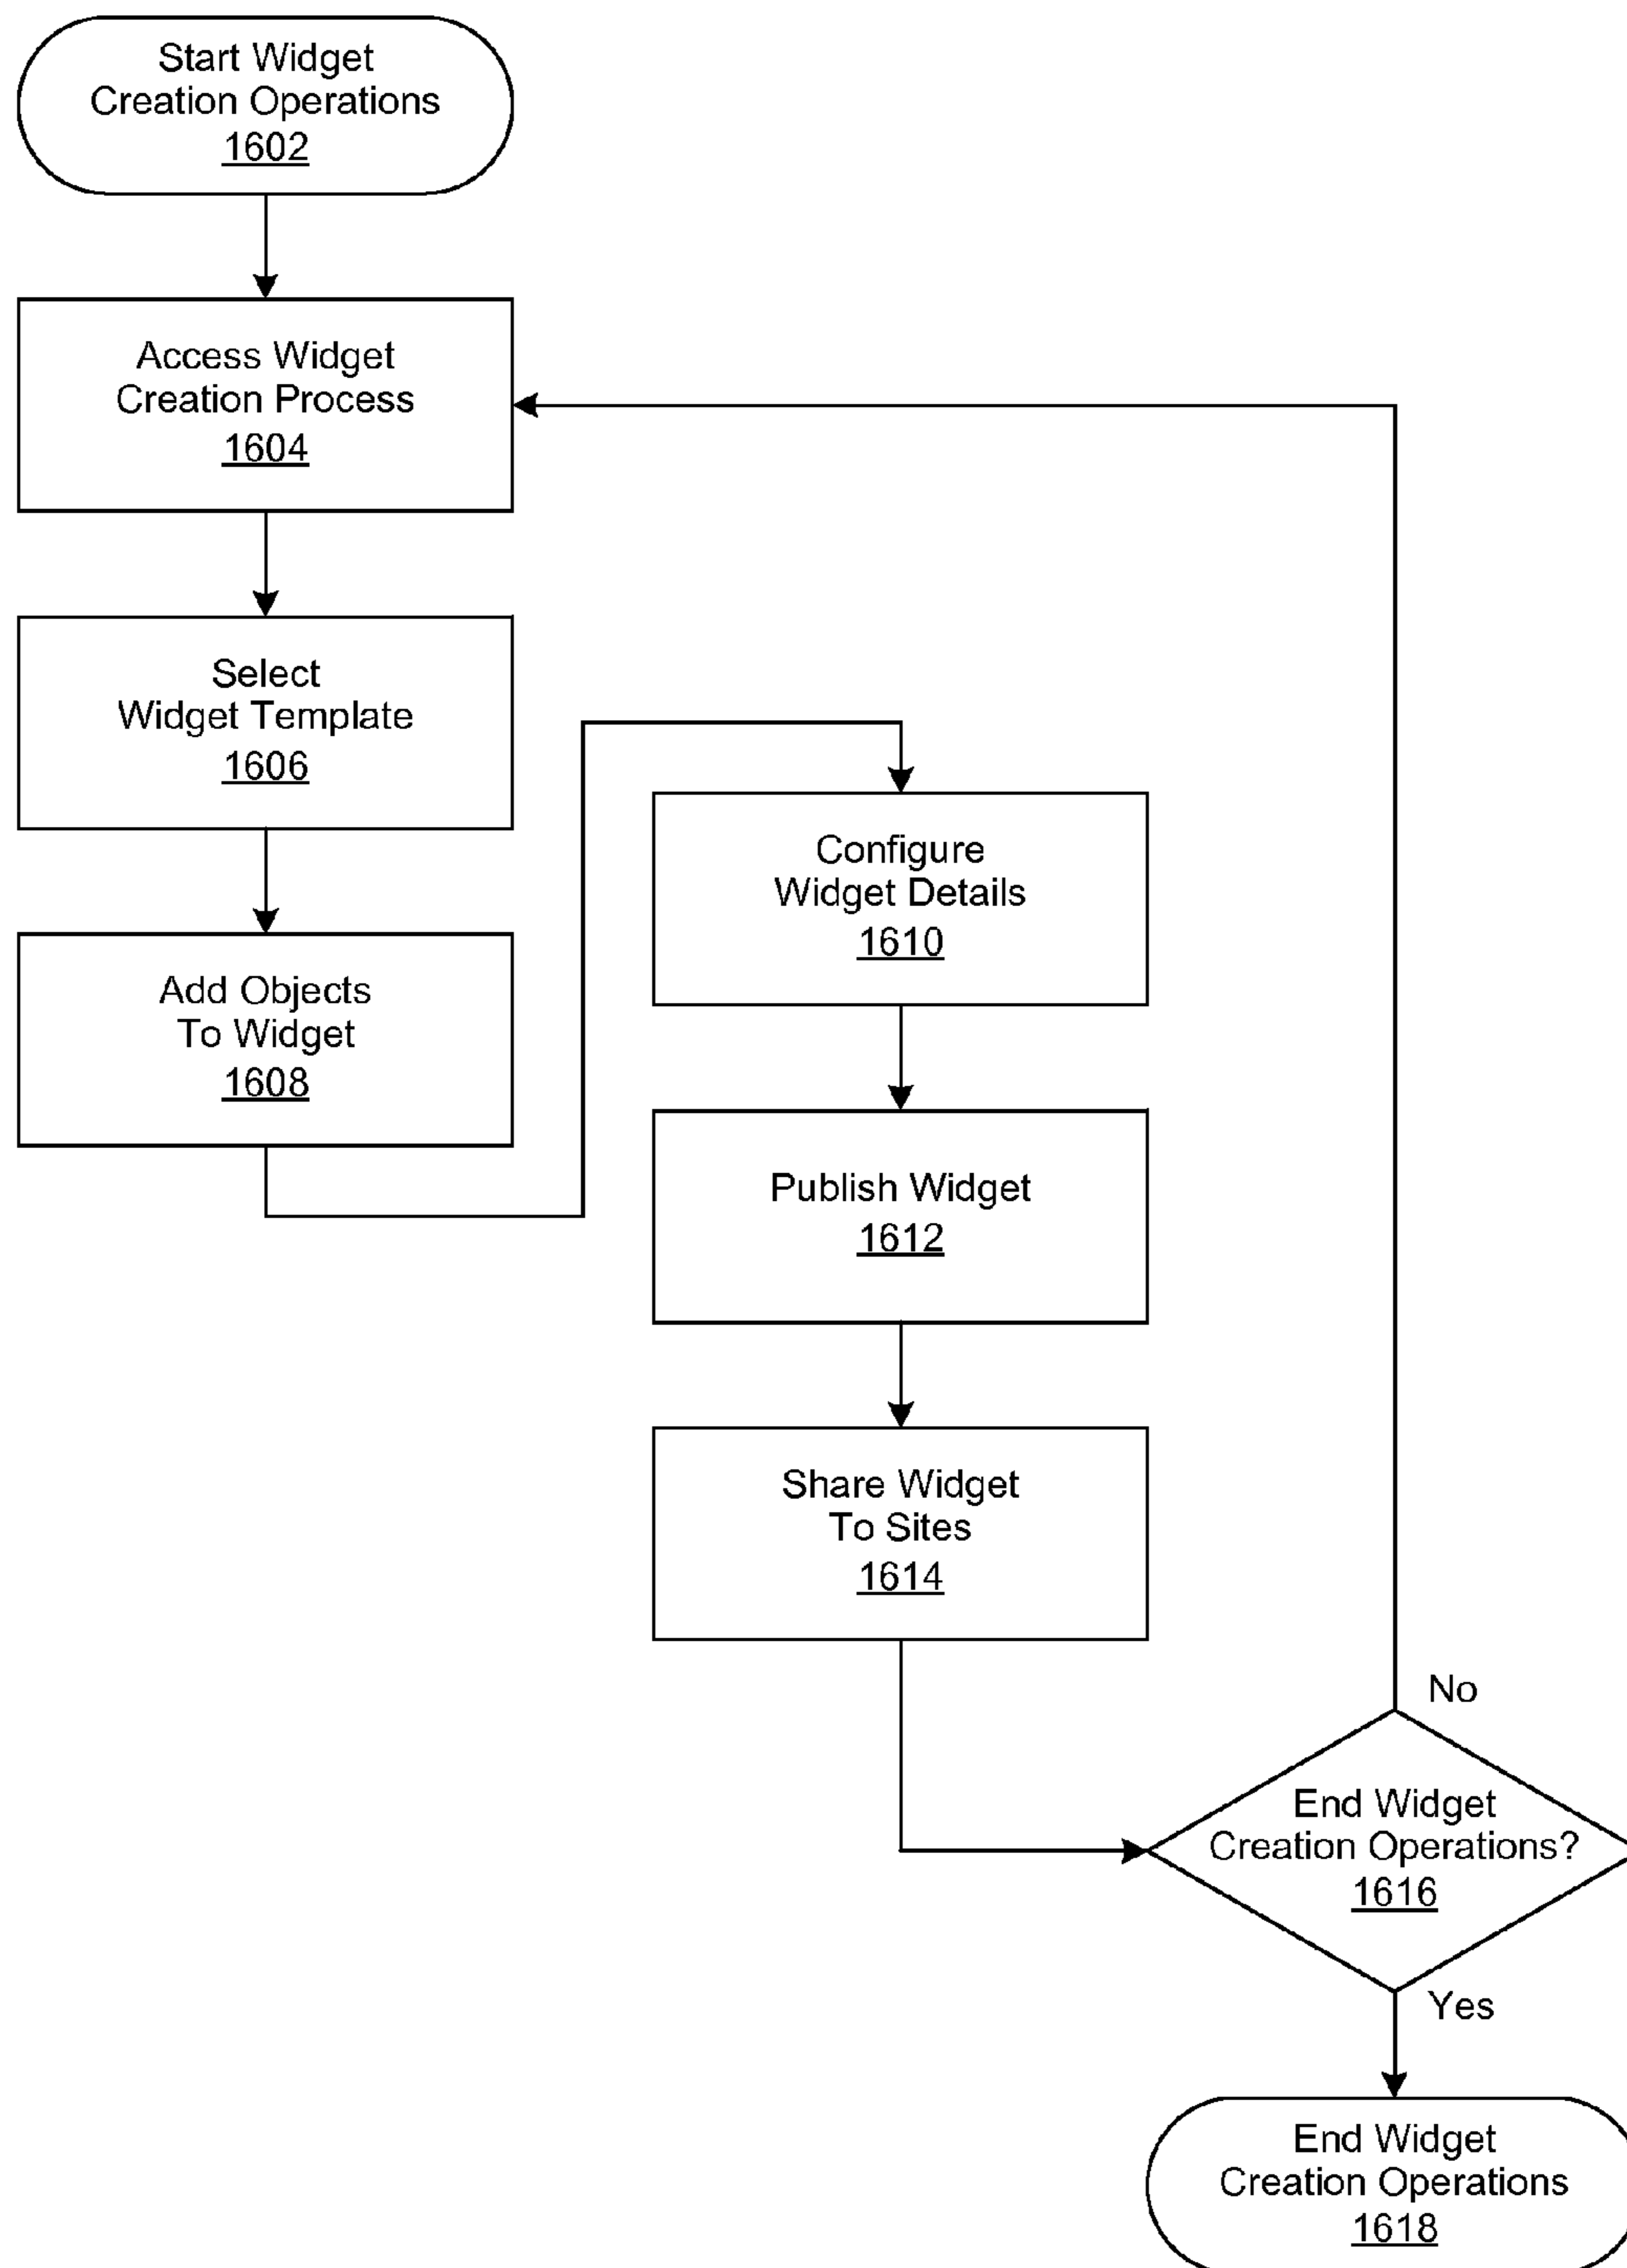 Start Widget
Creation Operations
1602
Access Widget
Creation Process
1604
Select
Widget Template
1606
Add Objects
To Widget
1608
Configure
Widget Details
1610
Publish Widget
1612
Share Widget
To Sites
1614
No
End Widget
Creation Operations?
1616
Yes
End Widget
Creation Operations
1618